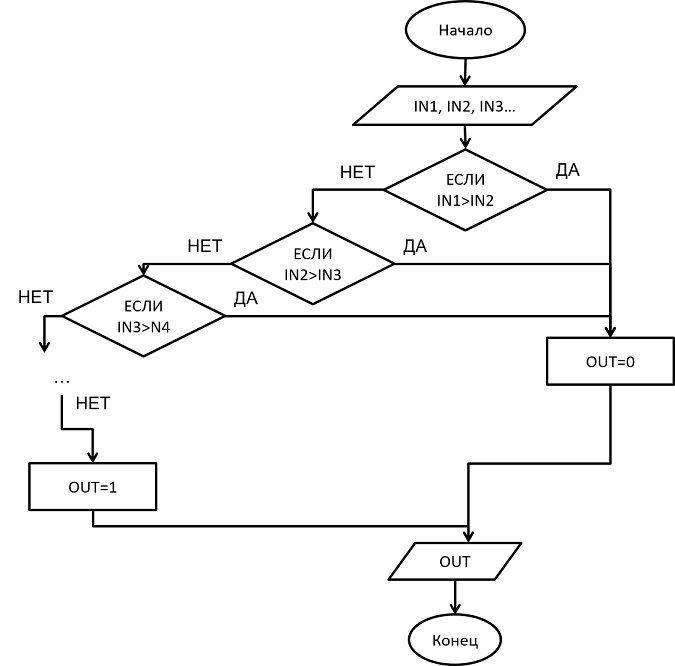 Начало
IN1, IN2, IN3...
НЕТ
ДА
ЕСЛИ
IN1>IN2
НЕТ
ДА
ЕСЛИ
IN2>IN3
НЕТ
ДА
ЕСЛИ
IN3>N4
OUT=0
...
НЕТ
OUT=1
OUT
Конец